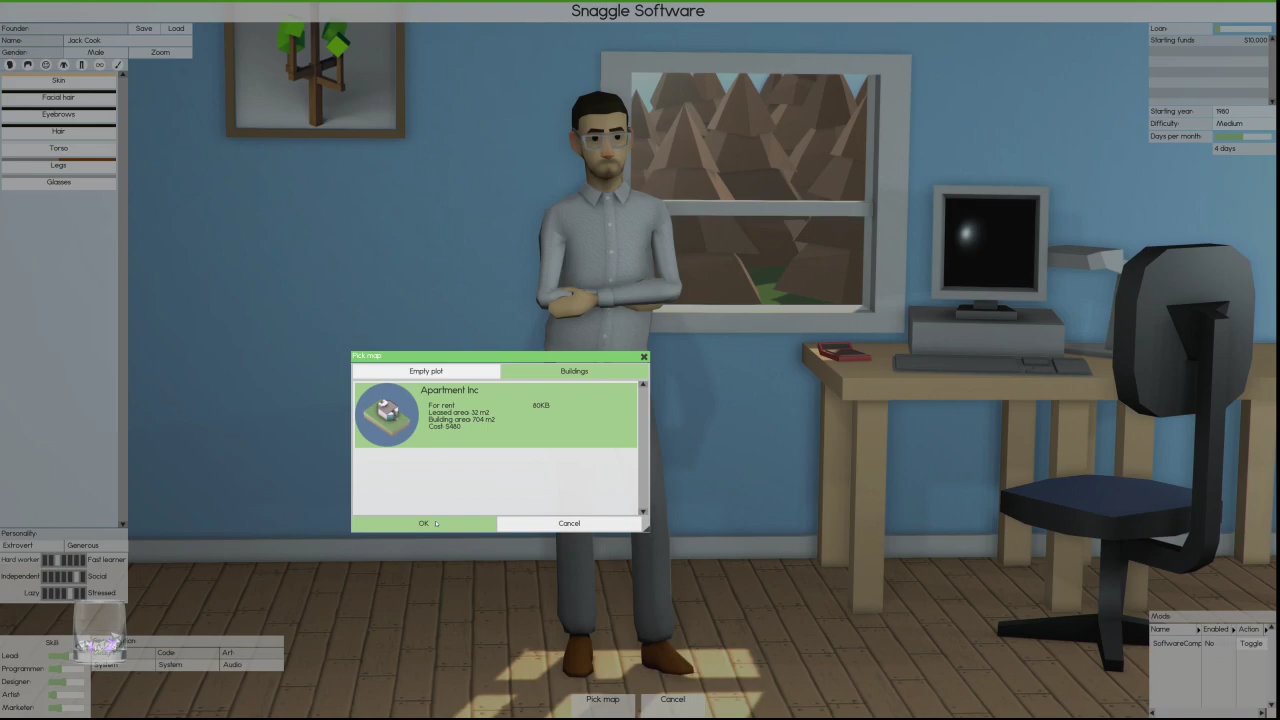 Snaggle Software
Founder:
Save
Load
Name:
Jack Cook
Gender:
Male
Zoom
Skin
Facial hair
Eyebrows
Hair
Torso
Legs
Glasses
Loan:
Starting funds
$10,000
Starting year:
1980
Difficulty:
Medium
Days per month:
4 days
Pick map
Empty plot
Buildings
Apartment Inc
For rent
80KB
Leased area: 32 m2
Building area: 704 m2
Cost: $480
OK
Cancel
Personality:
Extrovert
Generous
Hard worker
Fast learner
Independent
Social
Lazy
Stressed
Skill
Lead:
Code
Art:
Programmer:
System
System
Audio
Designer:
Artist:
Marketer:
Pick map
Cancel
Mods:
Name
Enabled
Action
SoftwareComp
No
Toggle